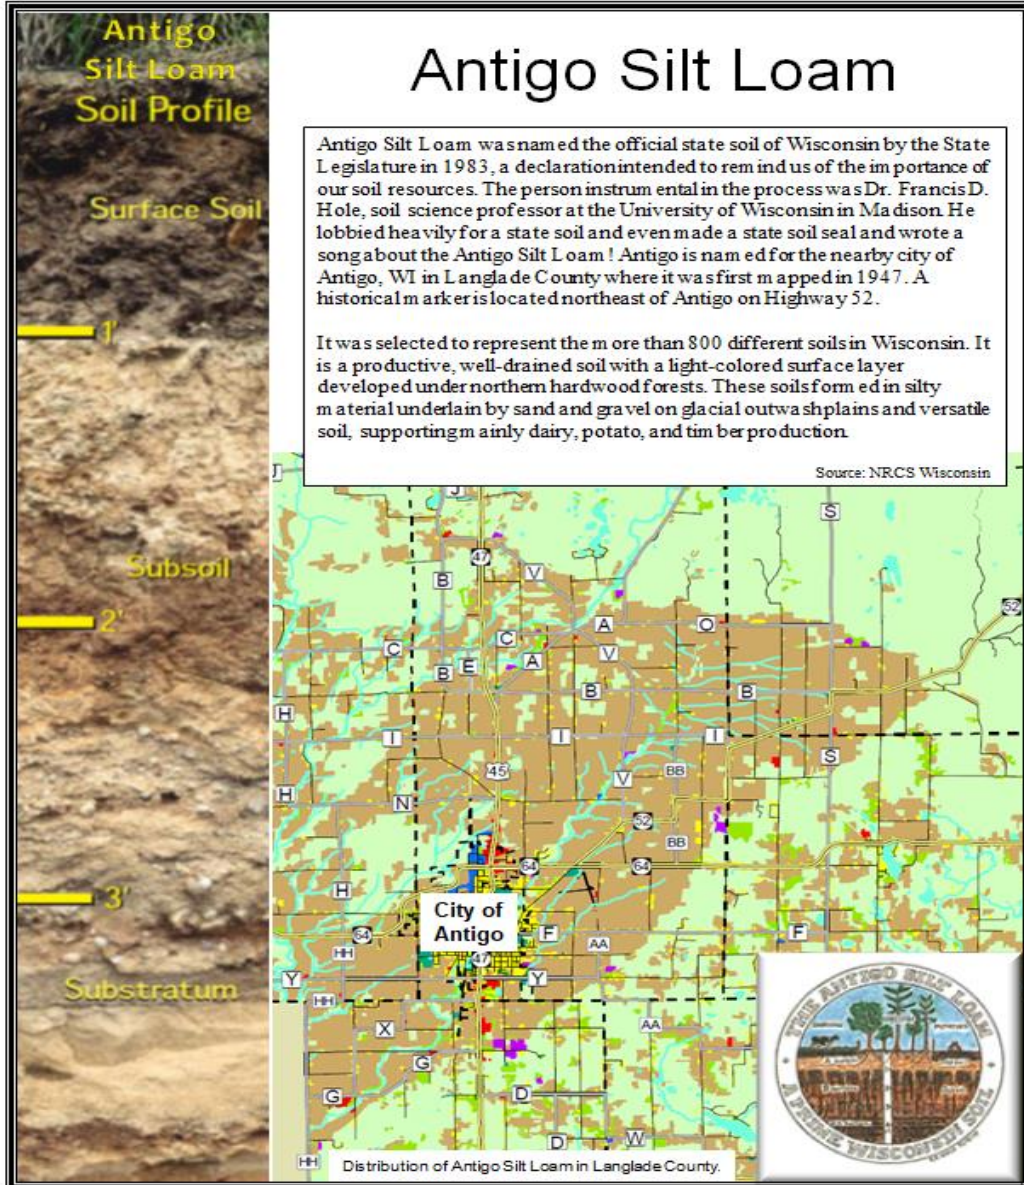 Antigo
Silt Loam
Soil Profile
Surface Soil
1'
Subsoil
2'
3'
Substratum
Antigo Silt Loam
Antigo Silt Loam was named the official state soil of Wisconsin by the State
Legislature in 1983, a declaration intended to remind us of the importance of
our soil resources. The person instrumental in the process was Dr. Francis D.
Hole, soil science professor at the University of Wisconsin in Madison. He
lobbied heavily for a state soil and even made a state soil seal and wrote a
song about the Antigo Silt Loam! Antigo is named for the nearby city of
Antigo, WI in Langlade County where it was first mapped in 1947. A
historical marker is located northeast of Antigo on Highway 52.
It was selected to represent the more than 800 different soils in Wisconsin. It
is a productive, well-drained soil with a light-colored surface layer
developed under northern hardwood forests. These soils formed in silty
material underlain by sand and gravel on glacial outwash plains and versatile
soil, supporting mainly dairy, potato, and timber production.
Source: NRCS Wisconsin
J J S
47
B V
52
C C A O
B E A V
B B
H
I I I
45 V BB S
H N
52
BB
64 64
H
City of
Antigo
64 F F
HH AA
47
Y Y
HH
X AA
G
G D
D W
HH
Distribution of Antigo Silt Loam in Langlade County.
THE ANTIGO SILT LOAM
A PRIME WISCONSIN SOIL